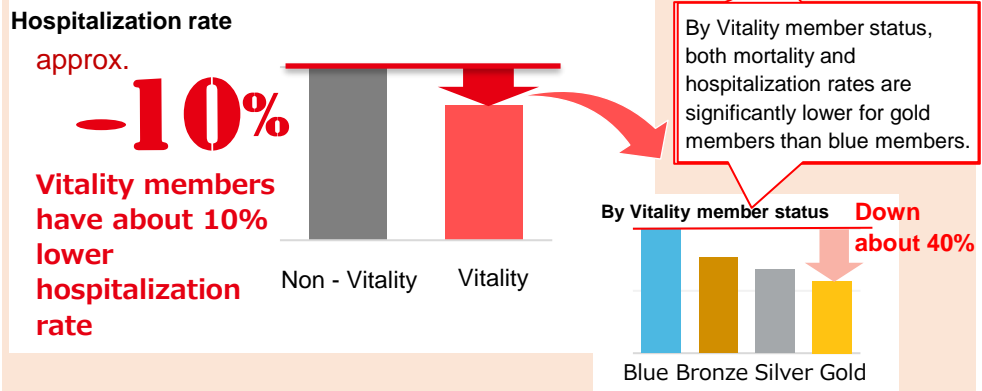 Hospitalization rate
approx.
–10%
Vitality members
have about 10%
lower
hospitalization
rate
Non - Vitality
Vitality
By Vitality member status,
both mortality and
hospitalization rates are
significantly lower for gold
members than blue members.
By Vitality member status
Down
about 40%
Blue Bronze Silver Gold